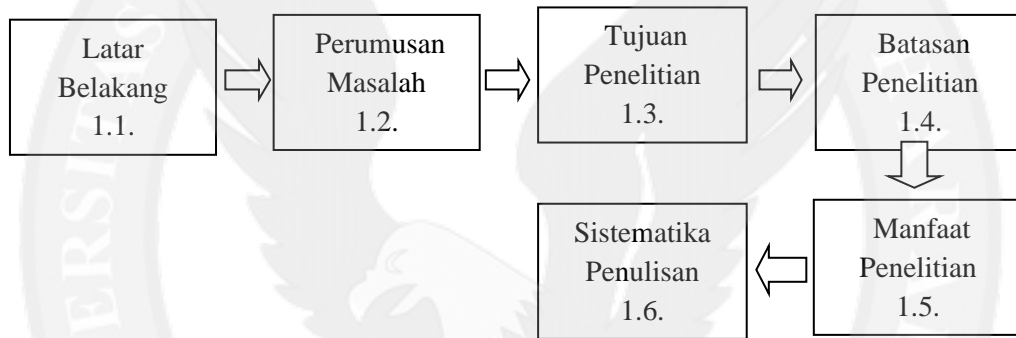 Latar
Belakang
1.1.
Perumusan
Masalah
1.2.
Tujuan
Penelitian
1.3.
Batasan
Penelitian
1.4.
Manfaat
Penelitian
1.5.
Sistematika
Penulisan
1.6.
ERSITAS